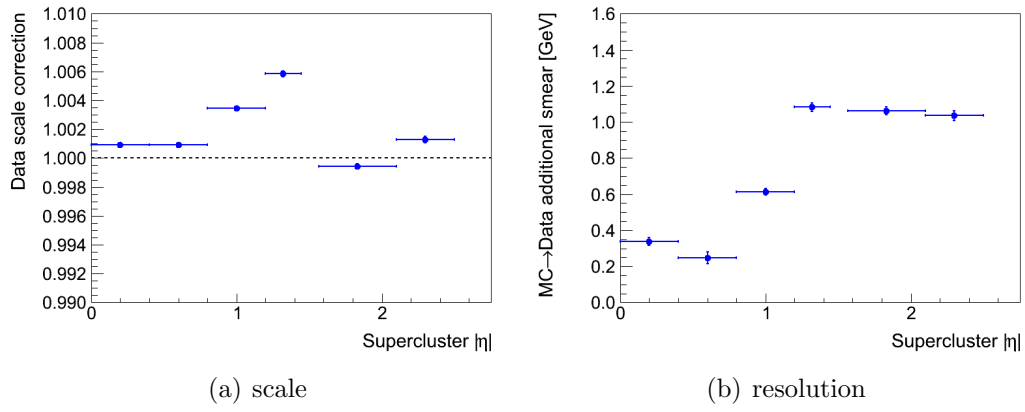 Data scale correction
1.010
1.008
1.006
1.004
1.002
1.000
0.998
0.996
0.994
0.992
0.990
0 1 2
Supercluster |η|
(a) scale
MC→Data additional smear [GeV]
1.6
1.4
1.2
1.0
0.8
0.6
0.4
0.2
0.0
0 1 2
Supercluster |η|
(b) resolution